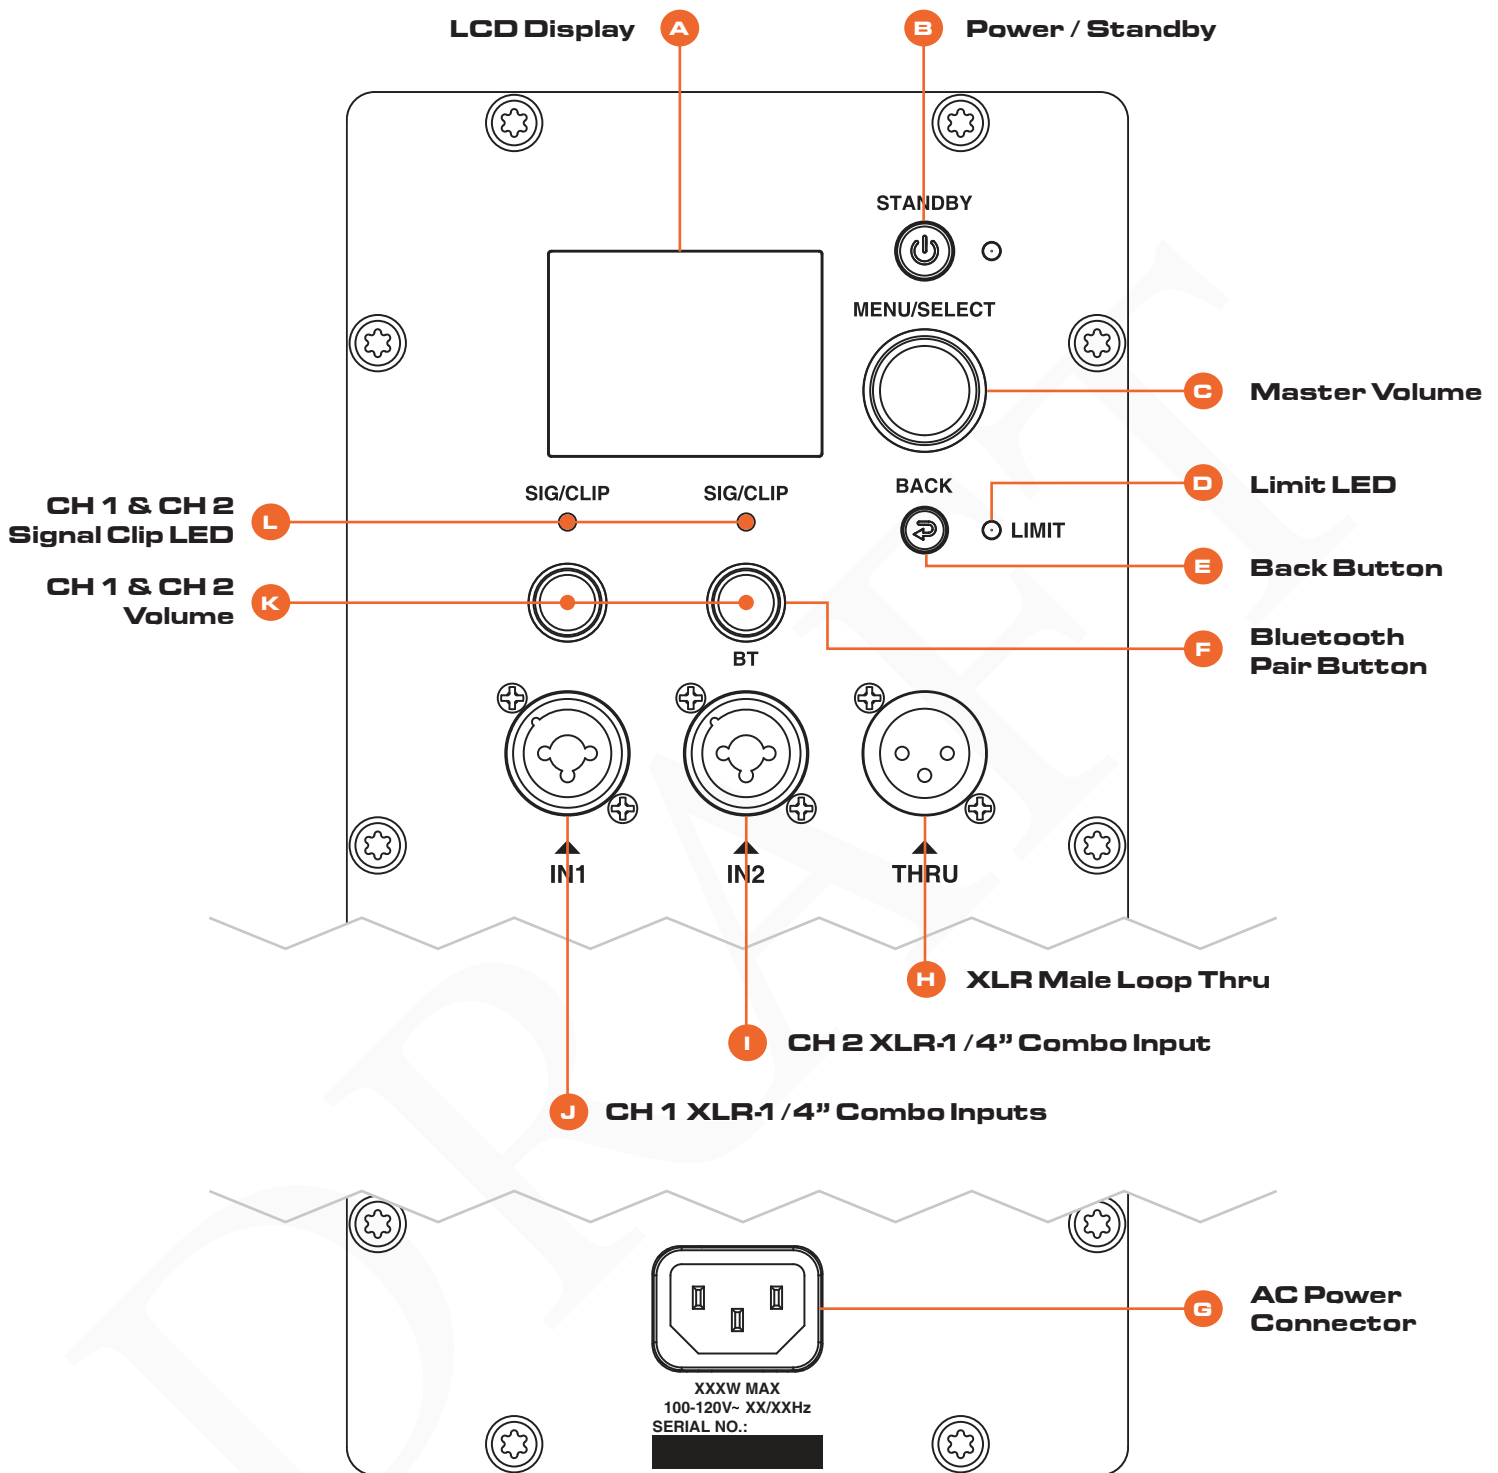 LCD Display A
B Power / Standby
STANDBY
MENU/SELECT
C Master Volume
SIG/CLIP SIG/CLIP
BACK
D Limit LED
LIMIT
CH 1 & CH 2
Signal Clip LED
L
E Back Button
CH 1 & CH 2
Volume
K
F
Bluetooth
Pair Button
BT
IN1 IN2 THRU
H XLR Male Loop Thru
I CH 2 XLR-1/4” Combo Input
J CH 1 XLR-1/4” Combo Inputs
G
AC Power
Connector
XXXW MAX
100-120V~ XX/XXHz
SERIAL NO.:
DRAFT